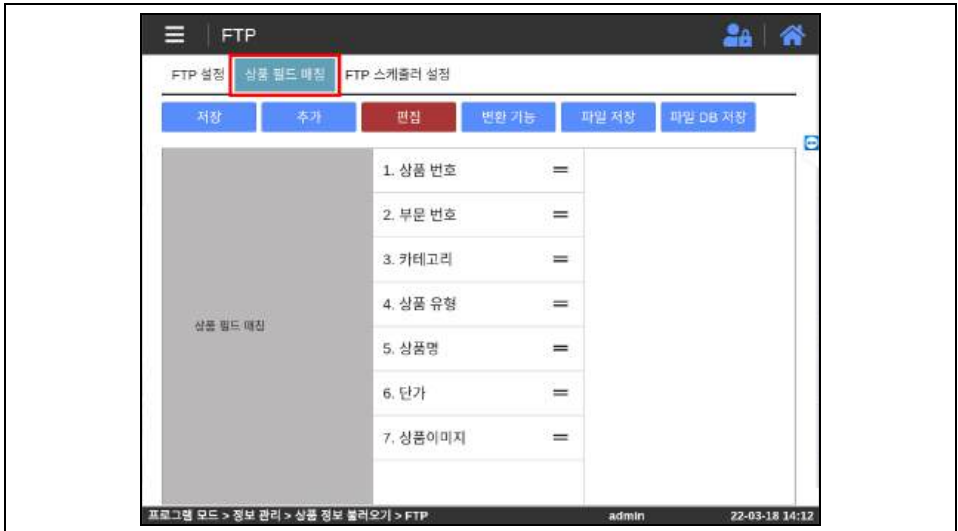 FTP
FTP 설정 상품 필드 매칭 FTP 스케줄러 설정
저장 추가 편집 변환 기능 파일 저장 파일 DB 저장
1. 상품 번호
2. 부문 번호
3. 카테고리
4. 상품 유형
상품 필드 매칭
5. 상품명
6. 단가
7. 상품이미지
프로그램 모드 > 정보 관리 > 상품 정보 불러오기 > FTP admin 22-03-18 14:12